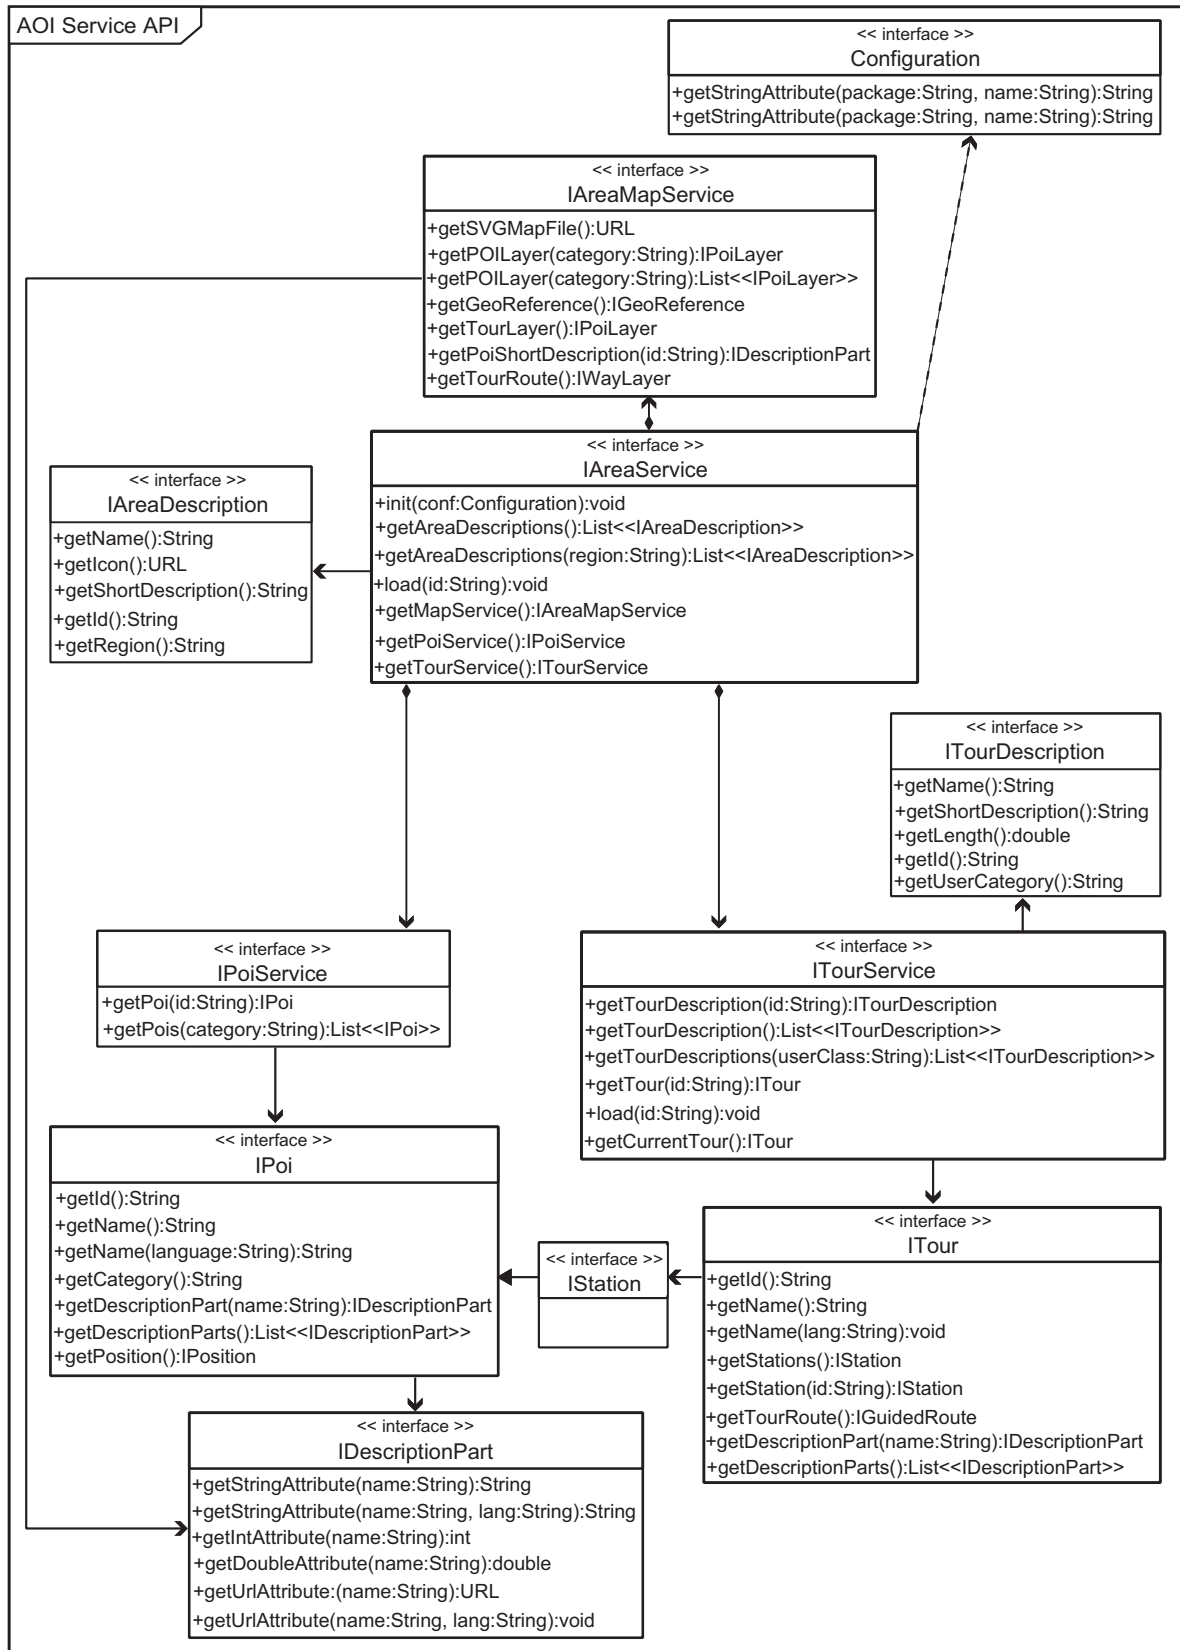 AOI Service API
<< interface >>
Configuration
+getStringAttribute(package:String, name:String):String
+getStringAttribute(package:String, name:String):String
<< interface >>
IAreaMapService
+getSVGMapFile():URL
+getPOILayer(category:String):IPoiLayer
+getPOILayer(category:String):List<<IPoiLayer>>
+getGeoReference():IGeoReference
+getTourLayer():IPoiLayer
+getPoiShortDescription(id:String):IDescriptionPart
+getTourRoute():IWayLayer
<< interface >>
IAreaService
+init(conf:Configuration):void
+getAreaDescriptions():List<<IAreaDescription>>
+getAreaDescriptions(region:String):List<<IAreaDescription>>
+load(id:String):void
+getMapService():IAreaMapService
+getPoiService():IPoiService
+getTourService():ITourService
<< interface >>
IAreaDescription
+getName():String
+getIcon():URL
+getShortDescription():String
+getId():String
+getRegion():String
<< interface >>
ITourDescription
+getName():String
+getShortDescription():String
+getLength():double
+getId():String
+getUserCategory():String
<< interface >>
IPoiService
+getPoi(id:String):IPoi
+getPois(category:String):List<<IPoi>>
<< interface >>
ITourService
+getTourDescription(id:String):ITourDescription
+getTourDescription():List<<ITourDescription>>
+getTourDescriptions(userClass:String):List<<ITourDescription>>
+getTour(id:String):ITour
+load(id:String):void
+getCurrentTour():ITour
<< interface >>
IPoi
+getId():String
+getName():String
+getName(language:String):String
+getCategory():String
+getDescriptionPart(name:String):IDescriptionPart
+getDescriptionParts():List<<IDescriptionPart>>
+getPosition():IPosition
<< interface >>
IStation
<< interface >>
ITour
+getId():String
+getName():String
+getName(lang:String):void
+getStations():IStation
+getStation(id:String):IStation
+getTourRoute():IGuidedRoute
+getDescriptionPart(name:String):IDescriptionPart
+getDescriptionParts():List<<IDescriptionPart>>
<< interface >>
IDescriptionPart
+getStringAttribute(name:String):String
+getStringAttribute(name:String, lang:String):String
+getIntAttribute(name:String):int
+getDoubleAttribute(name:String):double
+getUrlAttribute:(name:String):URL
+getUrlAttribute(name:String, lang:String):void